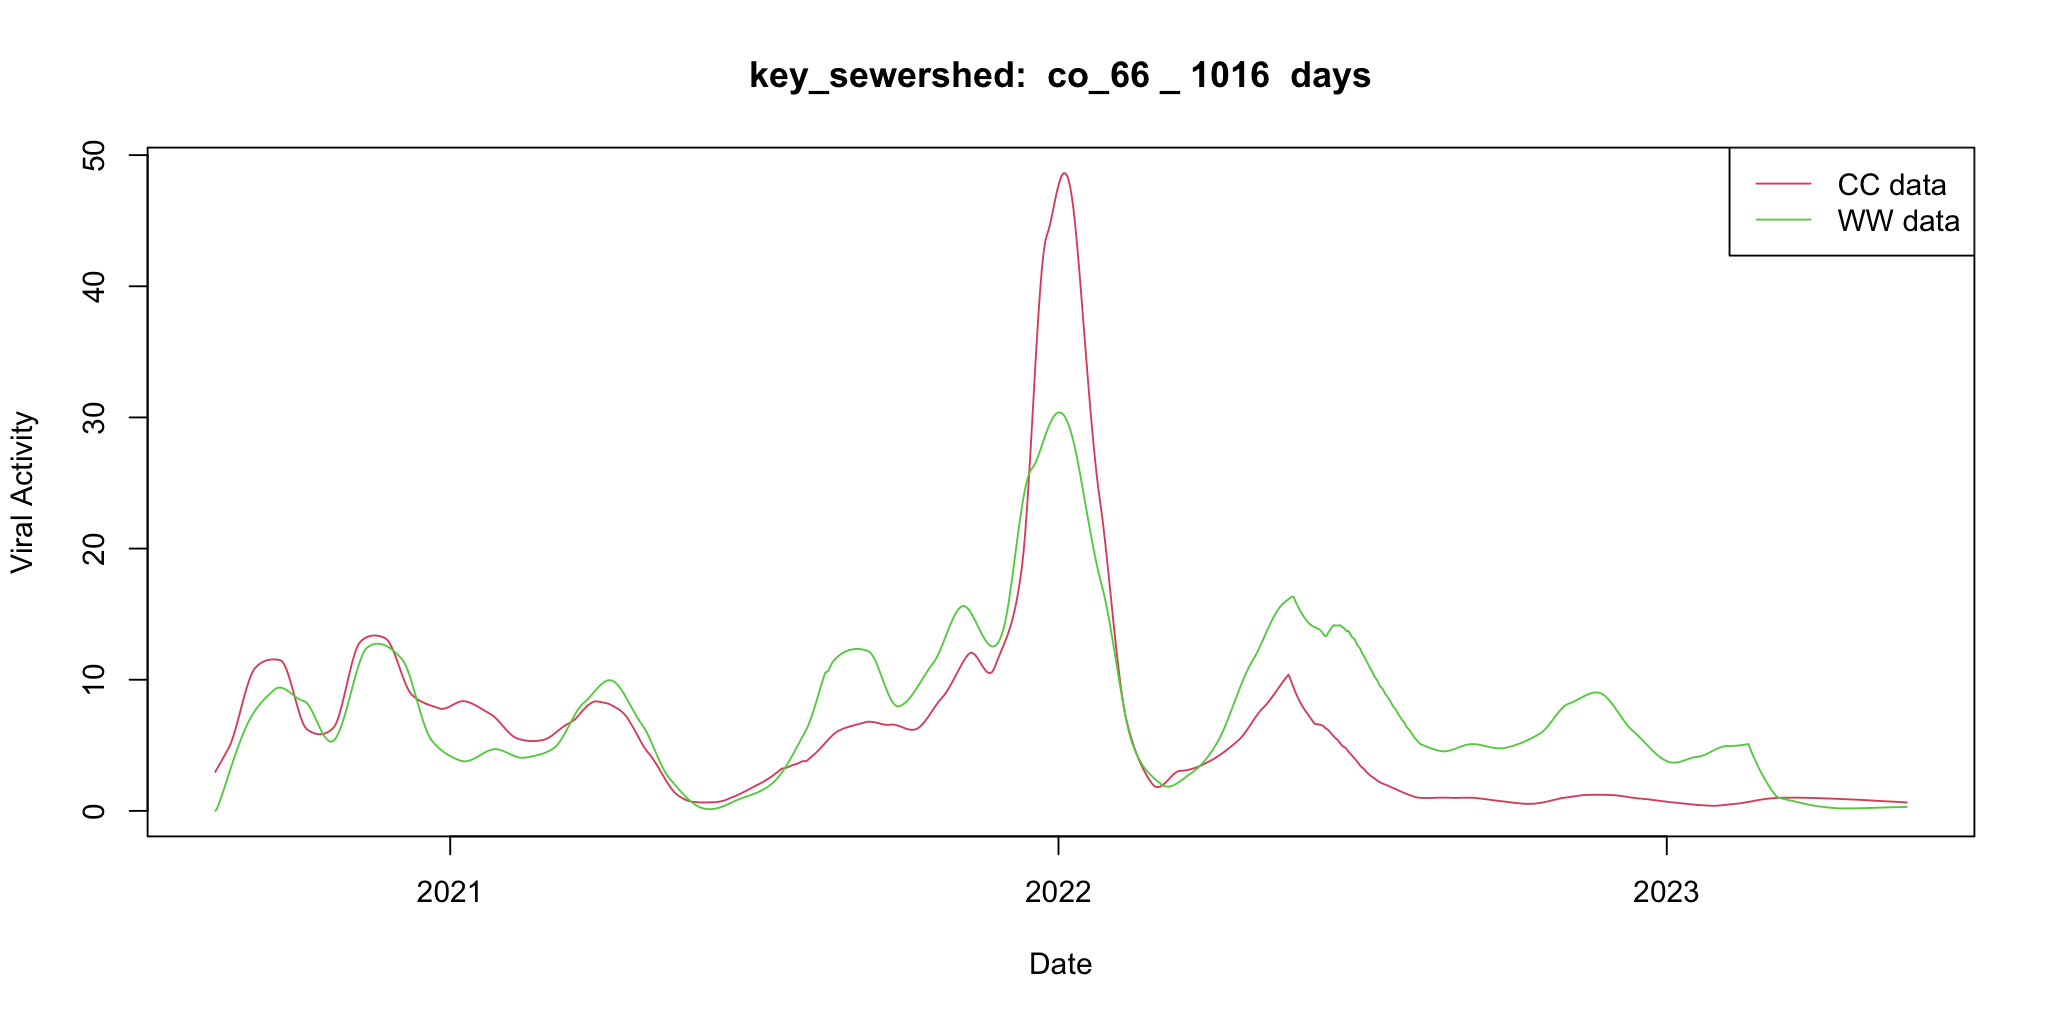 key_sewershed:  co_66 _ 1016  days
CC data
WW data
Viral Activity
50
40
30
20
10
0
2021 2022 2023
Date